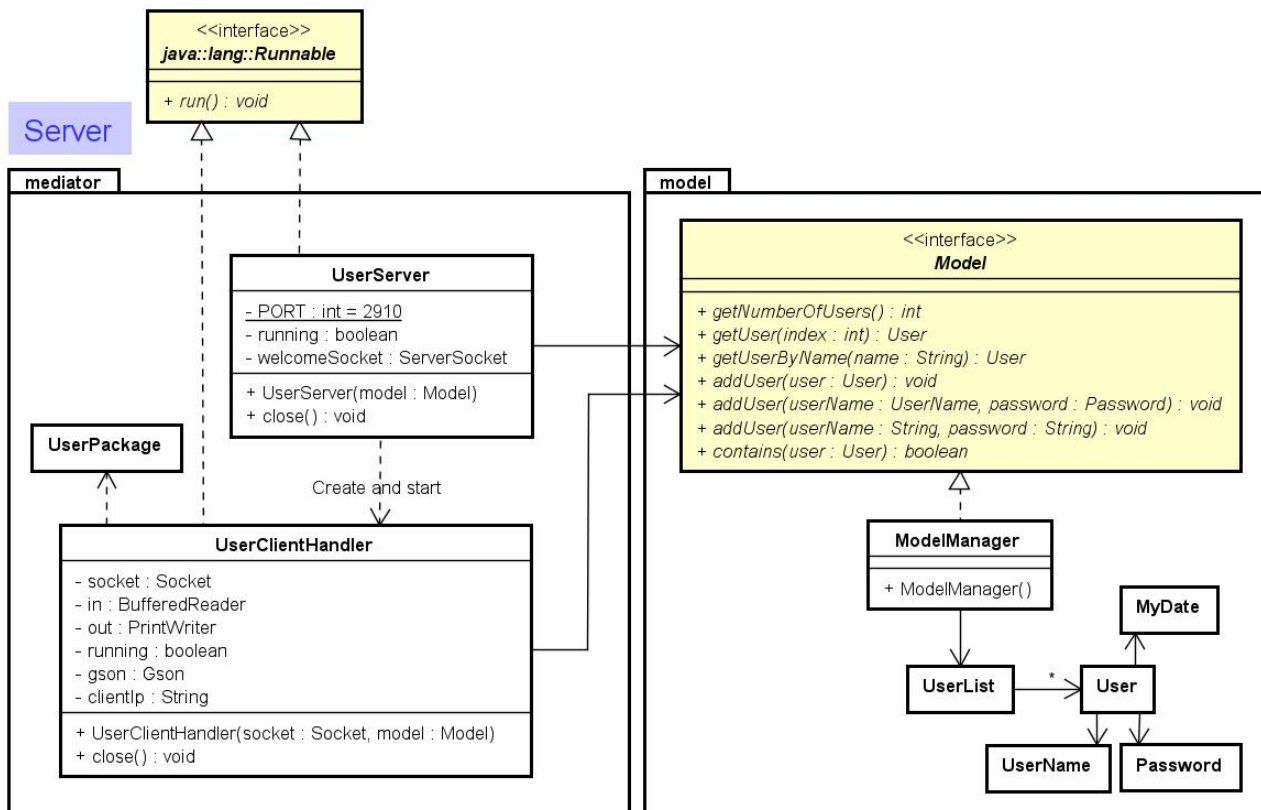 <<interface>>
java::lang::Runnable
+ run() : void
Server
mediator
UserServer
- PORT : int = 2910
- running : boolean
- welcomeSocket : ServerSocket
+ UserServer(model : Model)
+ close() : void
UserPackage
Create and start
UserClientHandler
- socket : Socket
- in : BufferedReader
- out : PrintWriter
- running : boolean
- gson : Gson
- clientIp : String
+ UserClientHandler(socket : Socket, model : Model)
+ close() : void
model
<<interface>>
Model
+ getNumberOfUsers() : int
+ getUser(index : int) : User
+ getUserByName(name : String) : User
+ addUser(user : User) : void
+ addUser(userName : UserName, password : Password) : void
+ addUser(userName : String, password : String) : void
+ contains(user : User) : boolean
ModelManager
+ ModelManager()
MyDate
UserList
*
User
UserName
Password